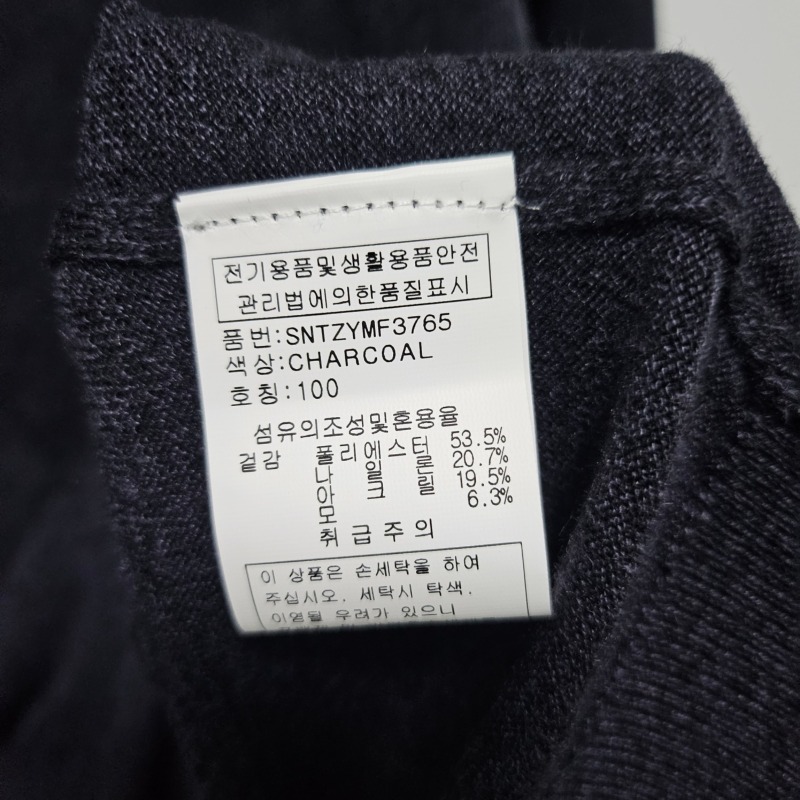 전기용품및생활용품안전
관리법에의한품질표시
품번:SNTZYMF3765
색상:CHARCOAL
호칭:100
섬유의조성및혼용율
겉감 폴리에스터 53.5%
나일론 20.7%
아크릴 19.5%
모 6.3%
취급주의
이 상품은 손세탁을 하여
주십시오. 세탁시 탁색.
이염될 우려가 있으니